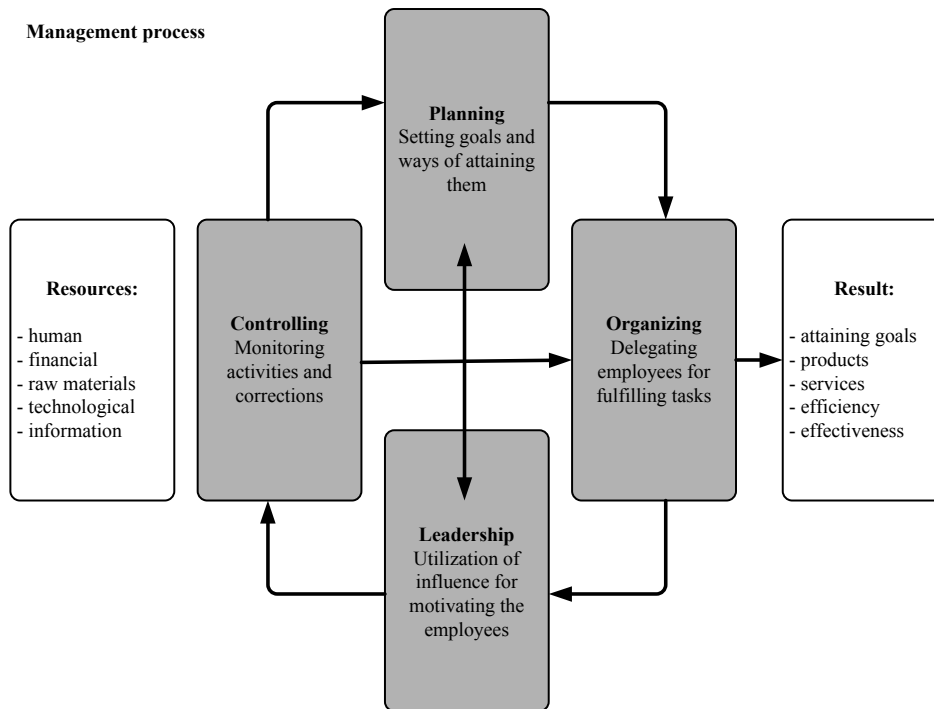 Management process
Planning
Setting goals and
ways of attaining
them
Resources:
- human
- financial
- raw materials
- technological
- information
Controlling
Monitoring
activities and
corrections
Organizing
Delegating
employees for
fulfilling tasks
Result:
- attaining goals
- products
- services
- efficiency
- effectiveness
Leadership
Utilization of
influence for
motivating the
employees